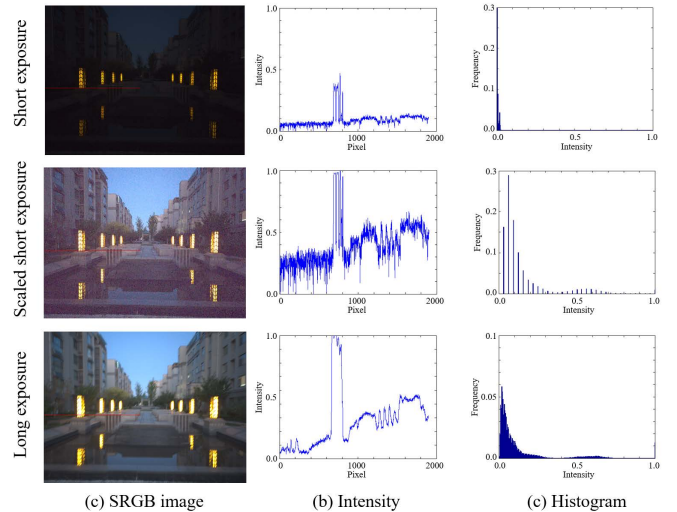 Short exposure
Intensity
1.0
0.5
0.0
0
1000
2000
Pixel
Frequency
0.3
0.2
0.1
0.0
0.0
0.5
1.0
Intensity
Scaled short exposure
Intensity
1.0
0.5
0.0
0
1000
2000
Pixel
Frequency
0.3
0.2
0.1
0.0
0.0
0.5
1.0
Intensity
Long exposure
Intensity
1.0
0.5
0.0
0
1000
2000
Pixel
Frequency
0.1
0.05
0.0
0.0
0.5
1.0
Intensity
(c) SRGB image
(b) Intensity
(c) Histogram